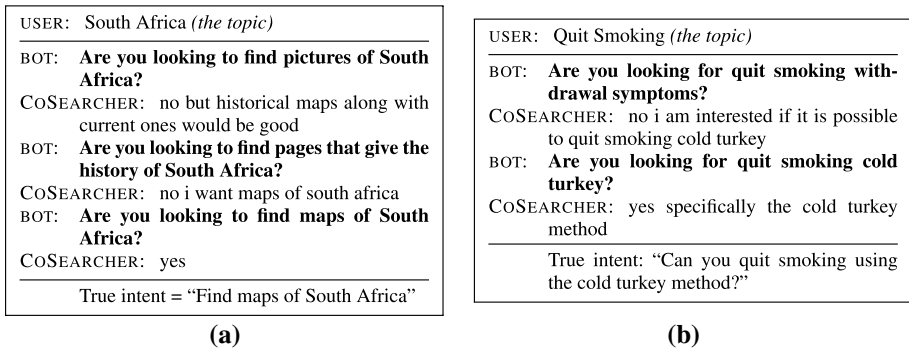 USER: South Africa (the topic)
BOT: Are you looking to find pictures of South
Africa?
COSEARCHER: no but historical maps along with
current ones would be good
BOT: Are you looking to find pages that give the
history of South Africa?
COSEARCHER: no i want maps of south africa
BOT: Are you looking to find maps of South
Africa?
COSEARCHER: yes
True intent = “Find maps of South Africa”
(a)
USER: Quit Smoking (the topic)
BOT: Are you looking for quit smoking with-
drawal symptoms?
COSEARCHER: no i am interested if it is possible
to quit smoking cold turkey
BOT: Are you looking for quit smoking cold
turkey?
COSEARCHER: yes specifically the cold turkey
method
True intent: “Can you quit smoking using
the cold turkey method?”
(b)